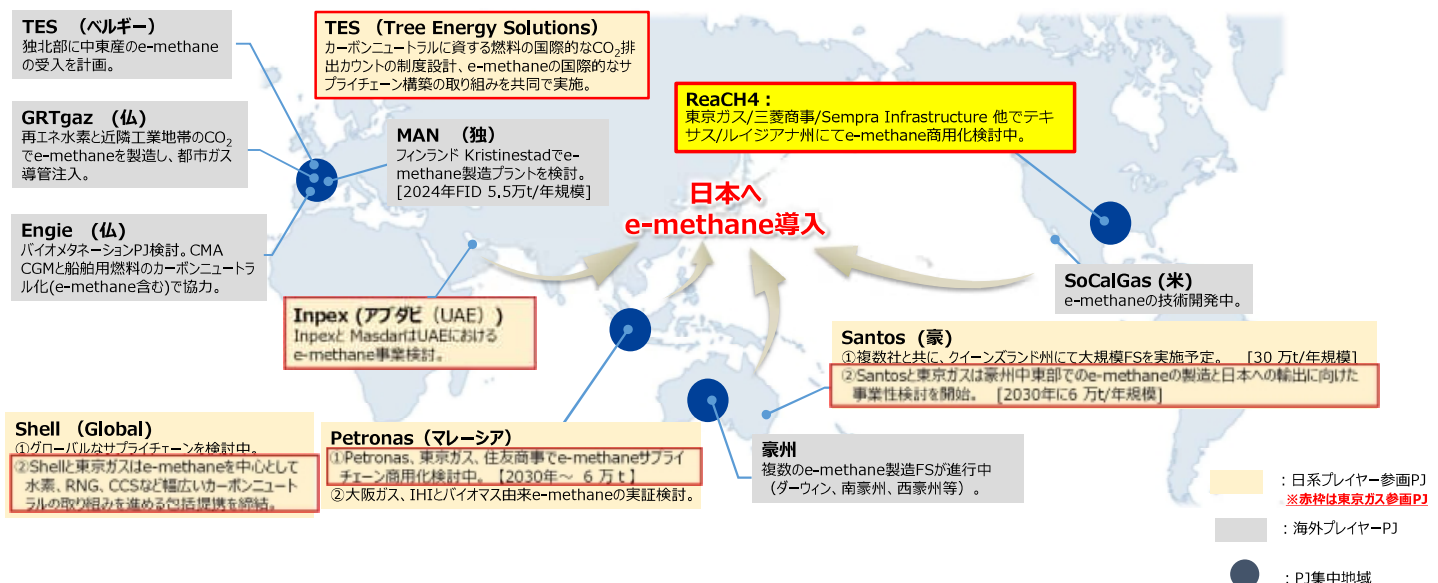 TES （ベルギー）
独北部に中東産のe-methane
の受入を計画。
TES （Tree Energy Solutions）
カーボンニュートラルに資する燃料の国際的なCO₂排
出カウントの制度設計、e-methaneの国際的なサ
プライチェーン構築の取り組みを共同で実施。
ReaCH4：
東京ガス/三菱商事/Sempra Infrastructure 他でテキ
サス/ルイジアナ州にてe-methane商用化検討中。
GRTgaz （仏）
再エネ水素と近隣工業地帯のCO₂
でe-methaneを製造し、都市ガス
導管注入。
MAN （独）
フィンランド Kristinestadでe-
methane製造プラントを検討。
[2024年FID 5.5万t/年規模]
日本へ
e-methane導入
Engie （仏）
バイオメタネーションPJ検討。CMA
CGMと船舶用燃料のカーボンニュートラ
ル化(e-methane含む)で協力。
SoCalGas (米)
e-methaneの技術開発中。
Inpex (アブダビ（UAE）)
Inpexと MasdarはUAEにおける
e-methane事業検討。
Santos （豪）
①複数社と共に、クイーンズランド州にて大規模FSを実施予定。 [30 万t/年規模]
②Santosと東京ガスは豪州中東部でのe-methaneの製造と日本への輸出に向けた
事業性検討を開始。 [2030年に6 万t/年規模]
Shell （Global）
①グローバルなサプライチェーンを検討中。
②Shellと東京ガスはe-methaneを中心として
水素、RNG、CCSなど幅広いカーボンニュート
ラルの取り組みを進める包括提携を締結。
Petronas（マレーシア）
①Petronas、東京ガス、住友商事でe-methaneサプライ
チェーン商用化検討中。【2030年～ 6 万ｔ】
②大阪ガス、IHIとバイオマス由来e-methaneの実証検討。
豪州
複数のe-methane製造FSが進行中
（ダーウィン、南豪州、西豪州等）。
：日系プレイヤー参画PJ
※赤枠は東京ガス参画PJ
：海外プレイヤーPJ
：PJ集中地域